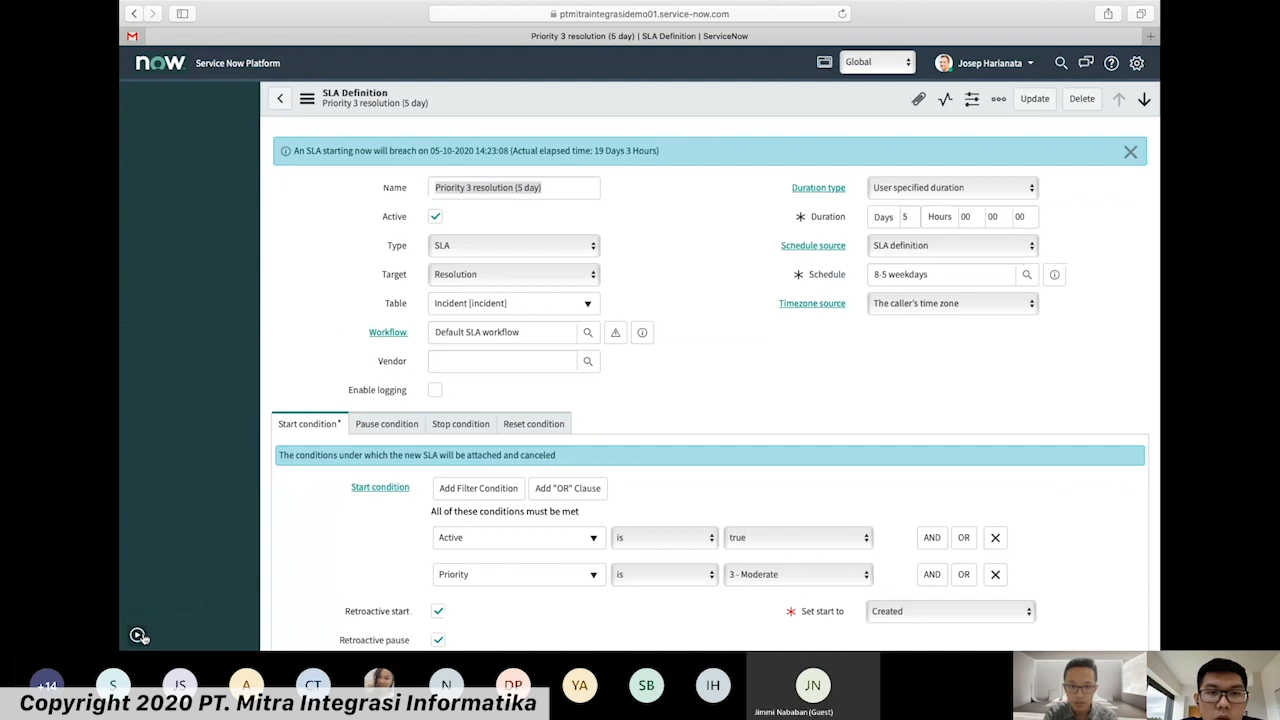 ptmitraintegrasidemo01.service-now.com
Priority 3 resolution (5 day) | SLA Definition | ServiceNow
now. Service Now Platform
Global
Josep Harianata
SLA Definition
Priority 3 resolution (5 day)
Update
Delete
An SLA starting now will breach on 05-10-2020 14:23:08 (Actual elapsed time: 19 Days 3 Hours)
Name Priority 3 resolution (5 day)
Duration type User specified duration
Active
Duration Days 5 Hours 00 00 00
Type SLA
Schedule source SLA definition
Target Resolution
Schedule 8-5 weekdays
Table Incident [incident]
Timezone source The caller's time zone
Workflow Default SLA workflow
Vendor
Enable logging
Start condition* Pause condition Stop condition Reset condition
The conditions under which the new SLA will be attached and canceled
Start condition Add Filter Condition Add "OR" Clause
All of these conditions must be met
Active is true AND OR
Priority is 3 - Moderate AND OR
Retroactive start Set start to Created
Retroactive pause
+14 S JS A CT N DP YA SB IH JN
Jimmi Nababan (Guest)
Copyright 2020 PT. Mitra Integrasi Informatika